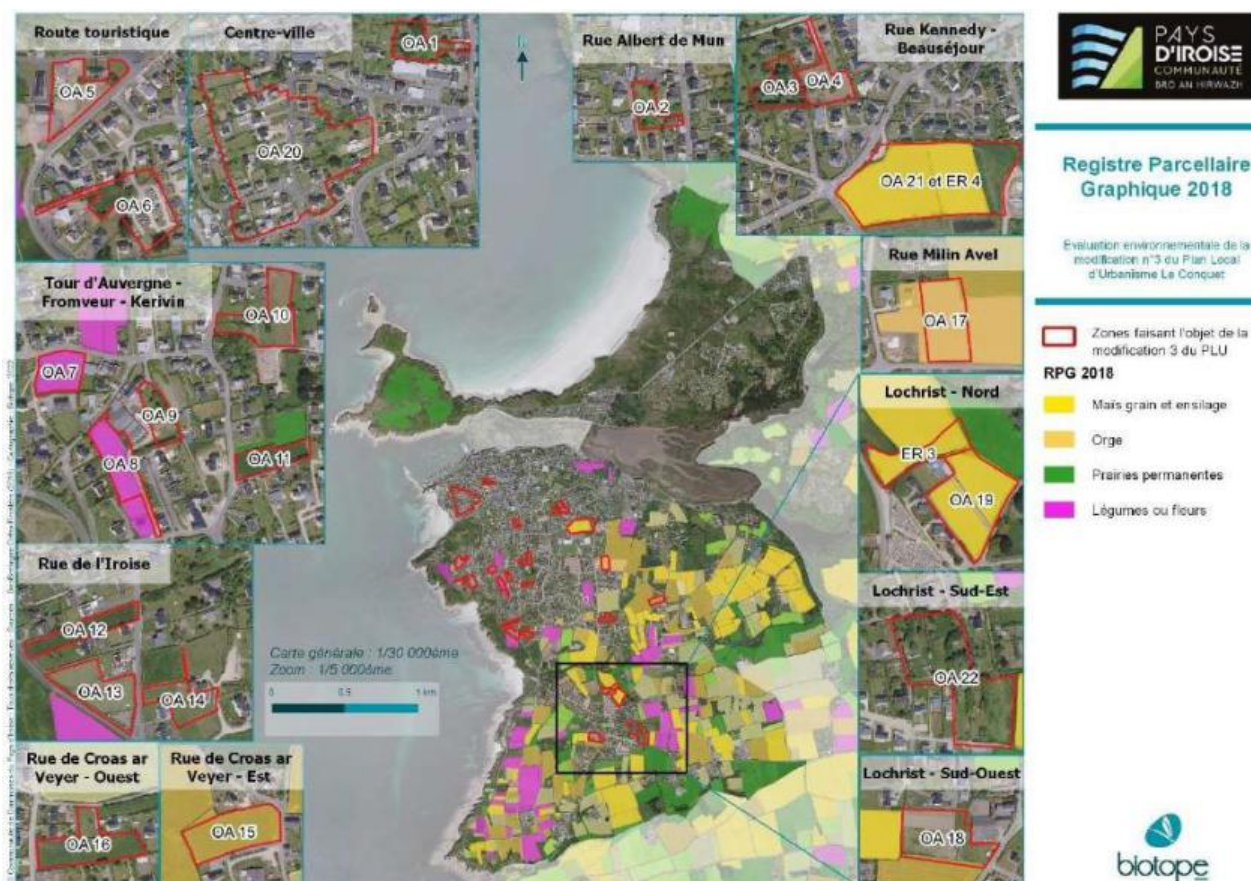 Route touristique
OA 5
OA 6
Centre-ville
OA 1
OA 20
Rue Albert de Mun
OA 2
Rue Kennedy -
Beauséjour
OA 3
OA 4
OA 21 et ER 4
Tour d'Auvergne -
Fromveur - Kerivin
OA 10
OA 7
OA 9
OA 8
OA 11
Rue Milin Avel
OA 17
Lochrist - Nord
ER 3
OA 19
Rue de l'Iroise
OA 12
OA 13
OA 14
Carte générale : 1/30 000ème
Zoom : 1/5 000ème
0 0.5 1 km
Lochrist - Sud-Est
OA 22
Rue de Croas ar
Veyer - Ouest
OA 16
Rue de Croas ar
Veyer - Est
OA 15
Lochrist - Sud-Ouest
OA 18
PAYS
D'IROISE
COMMUNAUTÉ
BRO AN HIRWAZH
Registre Parcellaire
Graphique 2018
Evaluation environnementale de la
modification n°3 du Plan Local
d'Urbanisme Le Conquet
Zones faisant l'objet de la
modification 3 du PLU
RPG 2018
Maïs grain et ensilage
Orge
Prairies permanentes
Légumes ou fleurs
biotope